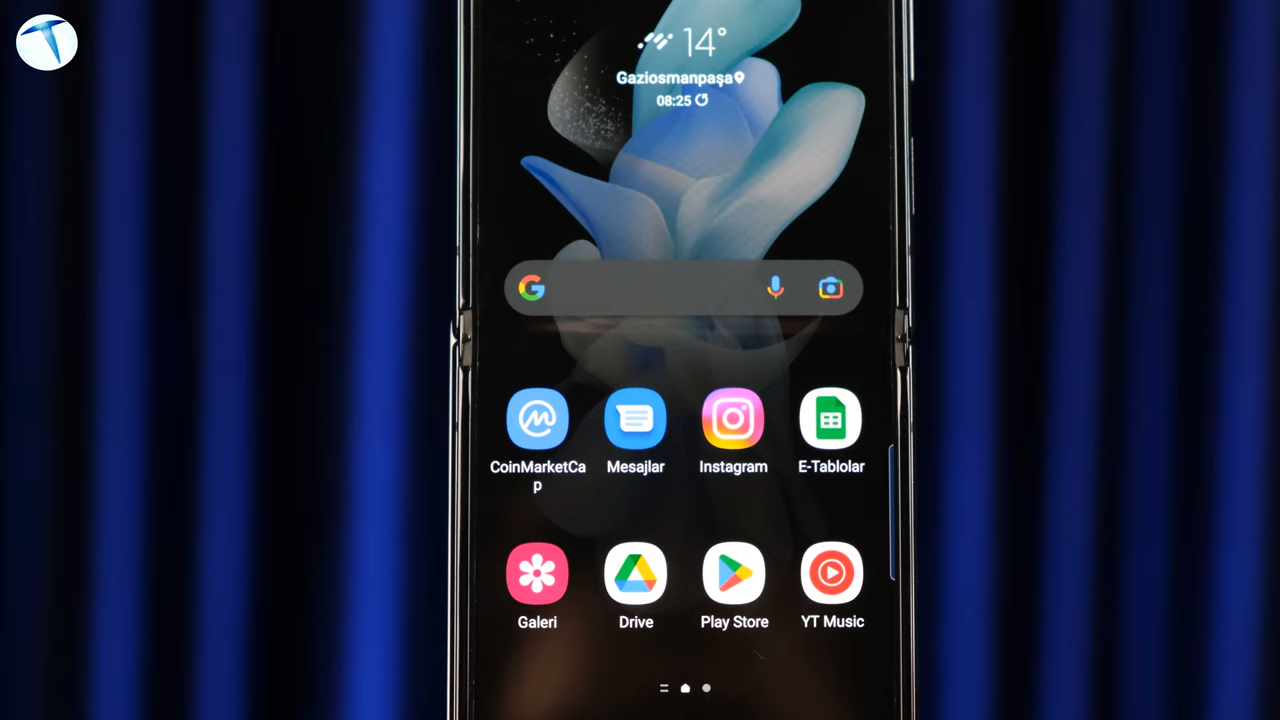 14°
Gaziosmanpaşa
08:25
CoinMarketCa
p
Mesajlar
Instagram
E-Tablolar
Galeri
Drive
Play Store
YT Music